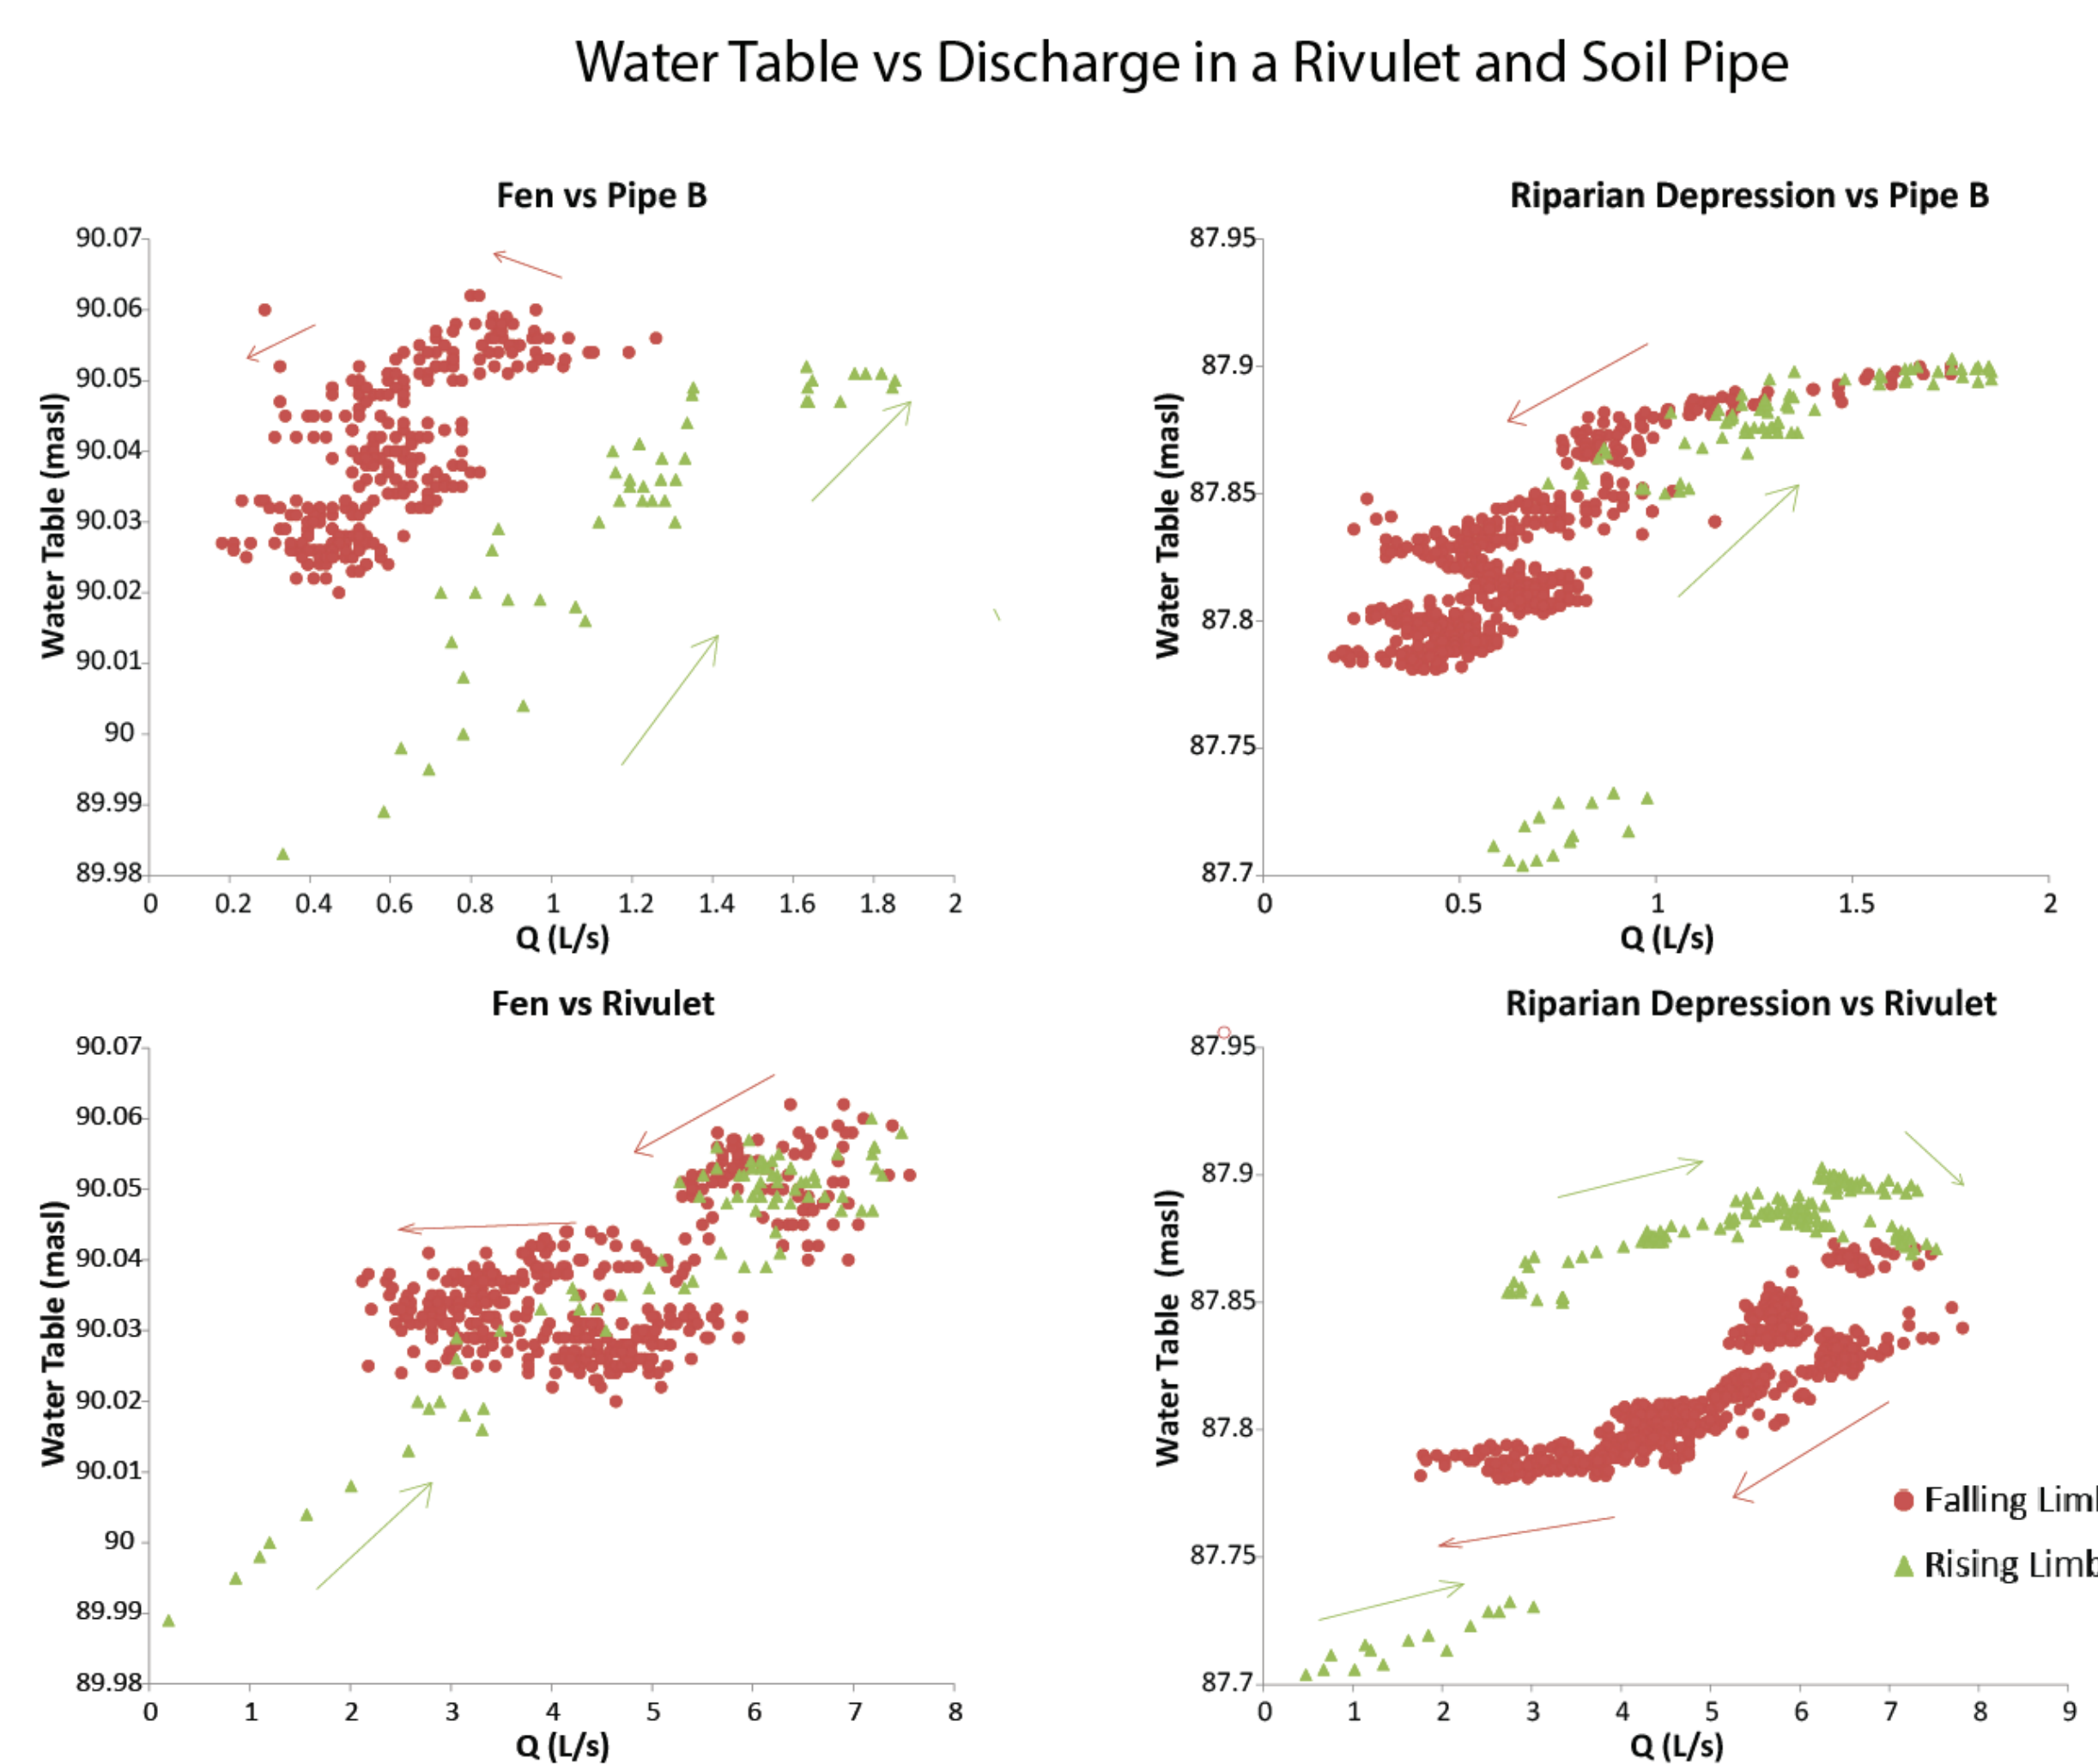 Water Table vs Discharge in a Rivulet and Soil Pipe
Fen vs Pipe B
90.07
90.06
90.05
90.04
90.03
90.02
90.01
90
89.99
89.98
Water Table (masl)
0 0.2 0.4 0.6 0.8 1 1.2 1.4 1.6 1.8 2
Q (L/s)
Riparian Depression vs Pipe B
87.95
87.9
87.85
87.8
87.75
87.7
Water Table (masl)
0 0.5 1 1.5 2
Q (L/s)
Fen vs Rivulet
90.07
90.06
90.05
90.04
90.03
90.02
90.01
90
89.99
89.98
Water Table (masl)
0 1 2 3 4 5 6 7 8
Q (L/s)
Riparian Depression vs Rivulet
87.95
87.9
87.85
87.8
87.75
87.7
Water Table (masl)
0 1 2 3 4 5 6 7 8 9
Q (L/s)
Falling Lim
Rising Limb